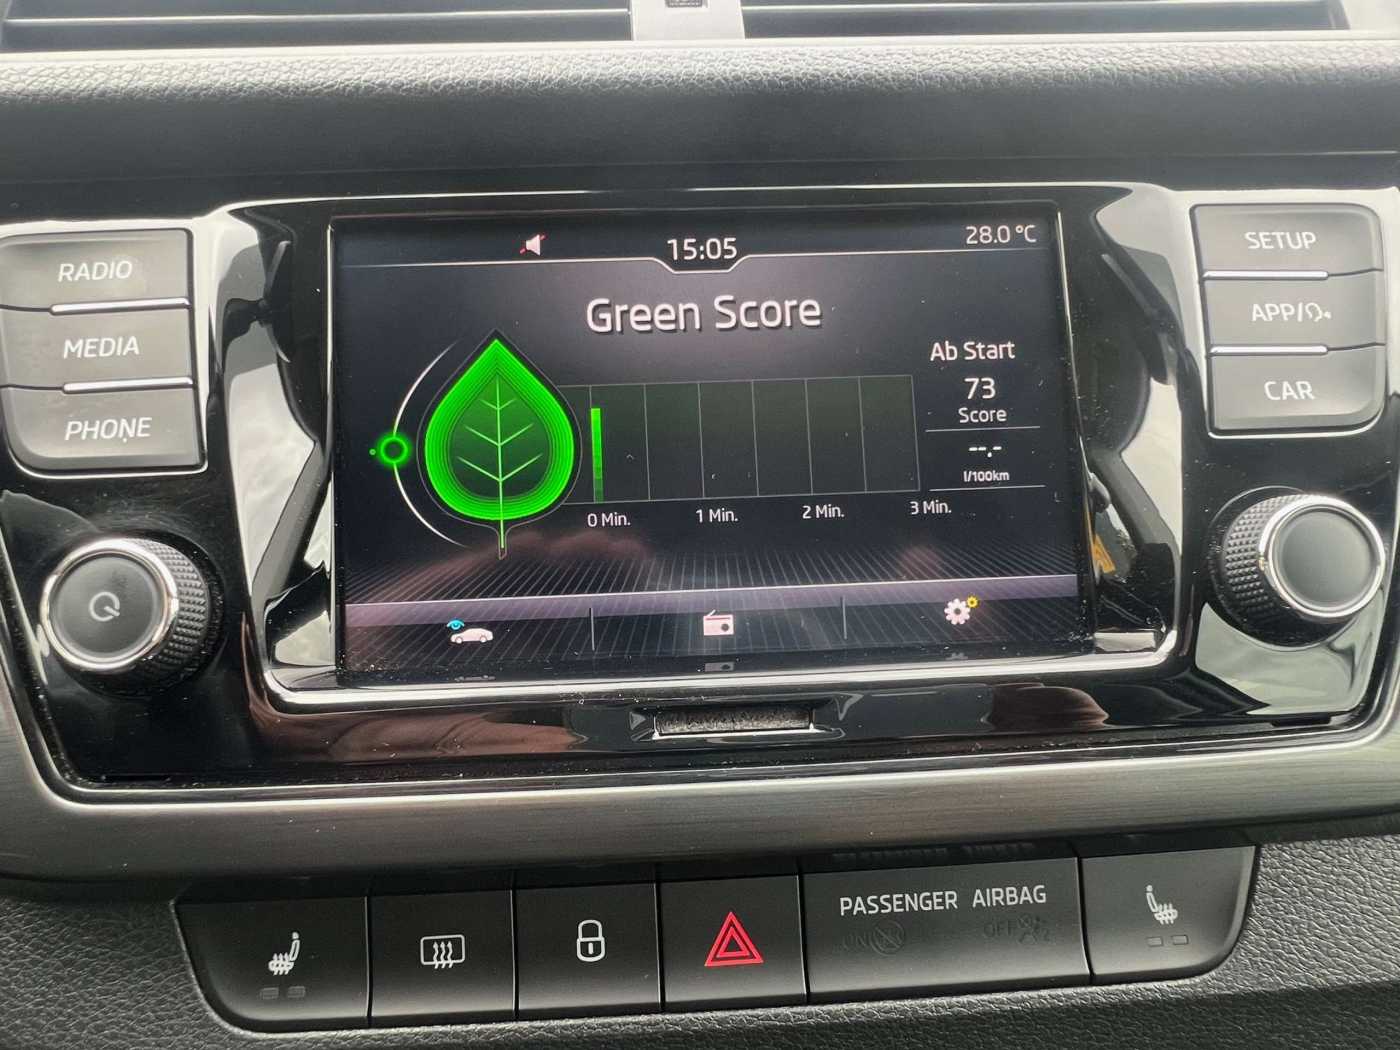 15:05
28.0 °C
Green Score
Ab Start
73
Score
--.-
l/100km
0 Min.
1 Min.
2 Min.
3 Min.
RADIO
MEDIA
PHONE
SETUP
APP/
CAR
PASSENGER AIRBAG
ON
OFF